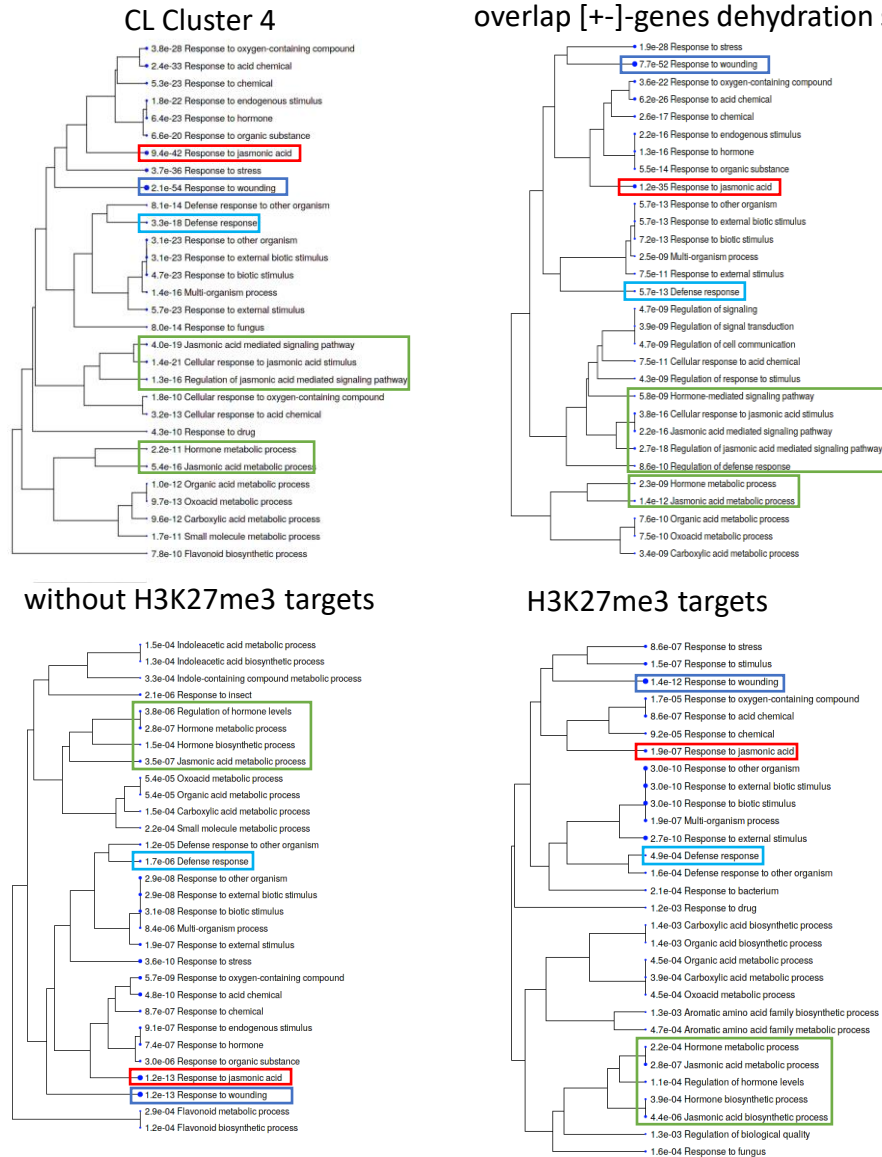 CL Cluster 4
3.8e-28 Response to oxygen-containing compound
2.4e-33 Response to acid chemical
5.3e-23 Response to chemical
1.8e-22 Response to endogenous stimulus
6.4e-23 Response to hormone
6.6e-20 Response to organic substance
9.4e-42 Response to jasmonic acid
3.7e-36 Response to stress
2.1e-54 Response to wounding
8.1e-14 Defense response to other organism
3.3e-18 Defense response
3.1e-23 Response to other organism
3.1e-23 Response to external biotic stimulus
4.7e-23 Response to biotic stimulus
1.4e-16 Multi-organism process
5.7e-23 Response to external stimulus
8.0e-14 Response to fungus
4.0e-19 Jasmonic acid mediated signaling pathway
1.4e-21 Cellular response to jasmonic acid stimulus
1.3e-16 Regulation of jasmonic acid mediated signaling pathway
1.8e-10 Cellular response to oxygen-containing compound
3.2e-13 Cellular response to acid chemical
4.3e-10 Response to drug
2.2e-11 Hormone metabolic process
5.4e-16 Jasmonic acid metabolic process
1.0e-12 Organic acid metabolic process
9.7e-13 Oxoacid metabolic process
9.6e-12 Carboxylic acid metabolic process
1.7e-11 Small molecule metabolic process
7.8e-10 Flavonoid biosynthetic process
overlap [+-]-genes dehydration
1.9e-28 Response to stress
7.7e-52 Response to wounding
3.6e-22 Response to oxygen-containing compound
6.2e-26 Response to acid chemical
2.6e-17 Response to chemical
2.2e-16 Response to endogenous stimulus
1.3e-16 Response to hormone
5.5e-14 Response to organic substance
1.2e-35 Response to jasmonic acid
5.7e-13 Response to other organism
5.7e-13 Response to external biotic stimulus
7.2e-13 Response to biotic stimulus
2.5e-09 Multi-organism process
7.5e-11 Response to external stimulus
5.7e-13 Defense response
4.7e-09 Regulation of signaling
3.9e-09 Regulation of signal transduction
4.7e-09 Regulation of cell communication
7.5e-11 Cellular response to acid chemical
4.3e-09 Regulation of response to stimulus
5.8e-09 Hormone-mediated signaling pathway
3.8e-16 Cellular response to jasmonic acid stimulus
2.2e-16 Jasmonic acid mediated signaling pathway
2.7e-18 Regulation of jasmonic acid mediated signaling pathway
8.6e-10 Regulation of defense response
2.3e-09 Hormone metabolic process
1.4e-12 Jasmonic acid metabolic process
7.6e-10 Organic acid metabolic process
7.5e-10 Oxoacid metabolic process
3.4e-09 Carboxylic acid metabolic process
without H3K27me3 targets
1.5e-04 Indoleacetic acid metabolic process
1.3e-04 Indoleacetic acid biosynthetic process
3.3e-04 Indole-containing compound metabolic process
2.1e-06 Response to insect
3.8e-06 Regulation of hormone levels
2.8e-07 Hormone metabolic process
1.5e-04 Hormone biosynthetic process
3.5e-07 Jasmonic acid metabolic process
5.4e-05 Oxoacid metabolic process
5.4e-05 Organic acid metabolic process
1.5e-04 Carboxylic acid metabolic process
2.2e-04 Small molecule metabolic process
1.2e-05 Defense response to other organism
1.7e-06 Defense response
2.9e-08 Response to other organism
2.9e-08 Response to external biotic stimulus
3.1e-08 Response to biotic stimulus
8.4e-06 Multi-organism process
1.9e-07 Response to external stimulus
3.6e-10 Response to stress
5.7e-09 Response to oxygen-containing compound
4.8e-10 Response to acid chemical
8.7e-07 Response to chemical
9.1e-07 Response to endogenous stimulus
7.4e-07 Response to hormone
3.0e-06 Response to organic substance
1.2e-13 Response to jasmonic acid
1.2e-13 Response to wounding
2.9e-04 Flavonoid metabolic process
1.2e-04 Flavonoid biosynthetic process
H3K27me3 targets
8.6e-07 Response to stress
1.5e-07 Response to stimulus
1.4e-12 Response to wounding
1.7e-05 Response to oxygen-containing compound
8.6e-07 Response to acid chemical
9.2e-05 Response to chemical
1.9e-07 Response to jasmonic acid
3.0e-10 Response to other organism
3.0e-10 Response to external biotic stimulus
3.0e-10 Response to biotic stimulus
1.9e-07 Multi-organism process
2.7e-10 Response to external stimulus
4.9e-04 Defense response
1.6e-04 Defense response to other organism
2.1e-04 Response to bacterium
1.2e-03 Response to drug
1.4e-03 Carboxylic acid biosynthetic process
1.4e-03 Organic acid biosynthetic process
4.5e-04 Organic acid metabolic process
3.9e-04 Carboxylic acid metabolic process
4.5e-04 Oxoacid metabolic process
1.3e-03 Aromatic amino acid family biosynthetic process
4.7e-04 Aromatic amino acid family metabolic process
2.2e-04 Hormone metabolic process
2.8e-07 Jasmonic acid metabolic process
1.1e-04 Regulation of hormone levels
3.9e-04 Hormone biosynthetic process
4.4e-06 Jasmonic acid biosynthetic process
1.3e-03 Regulation of biological quality
1.6e-04 Response to fungus